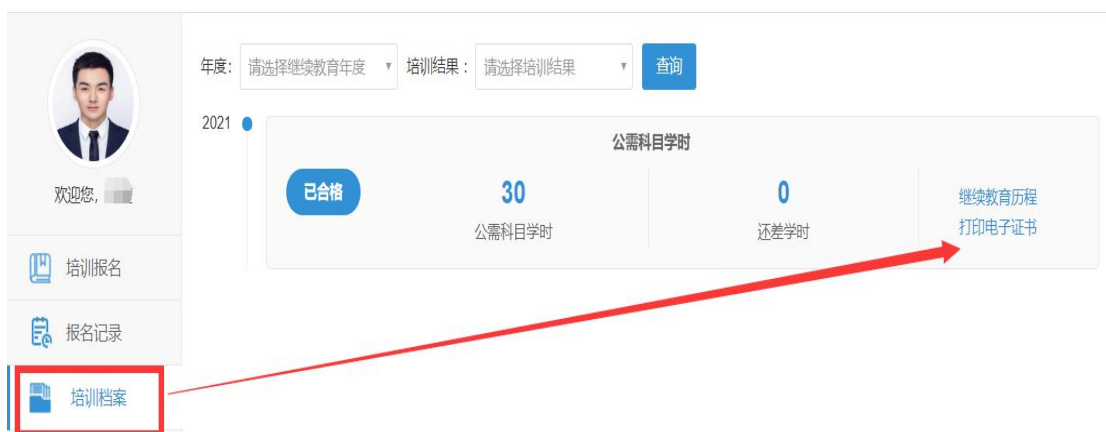 年度： 请选择继续教育年度 培训结果： 请选择培训结果 查询
2021
公需科目学时
已合格 30 0 继续教育历程
公需科目学时 还差学时 打印电子证书
欢迎您，
培训报名
报名记录
培训档案